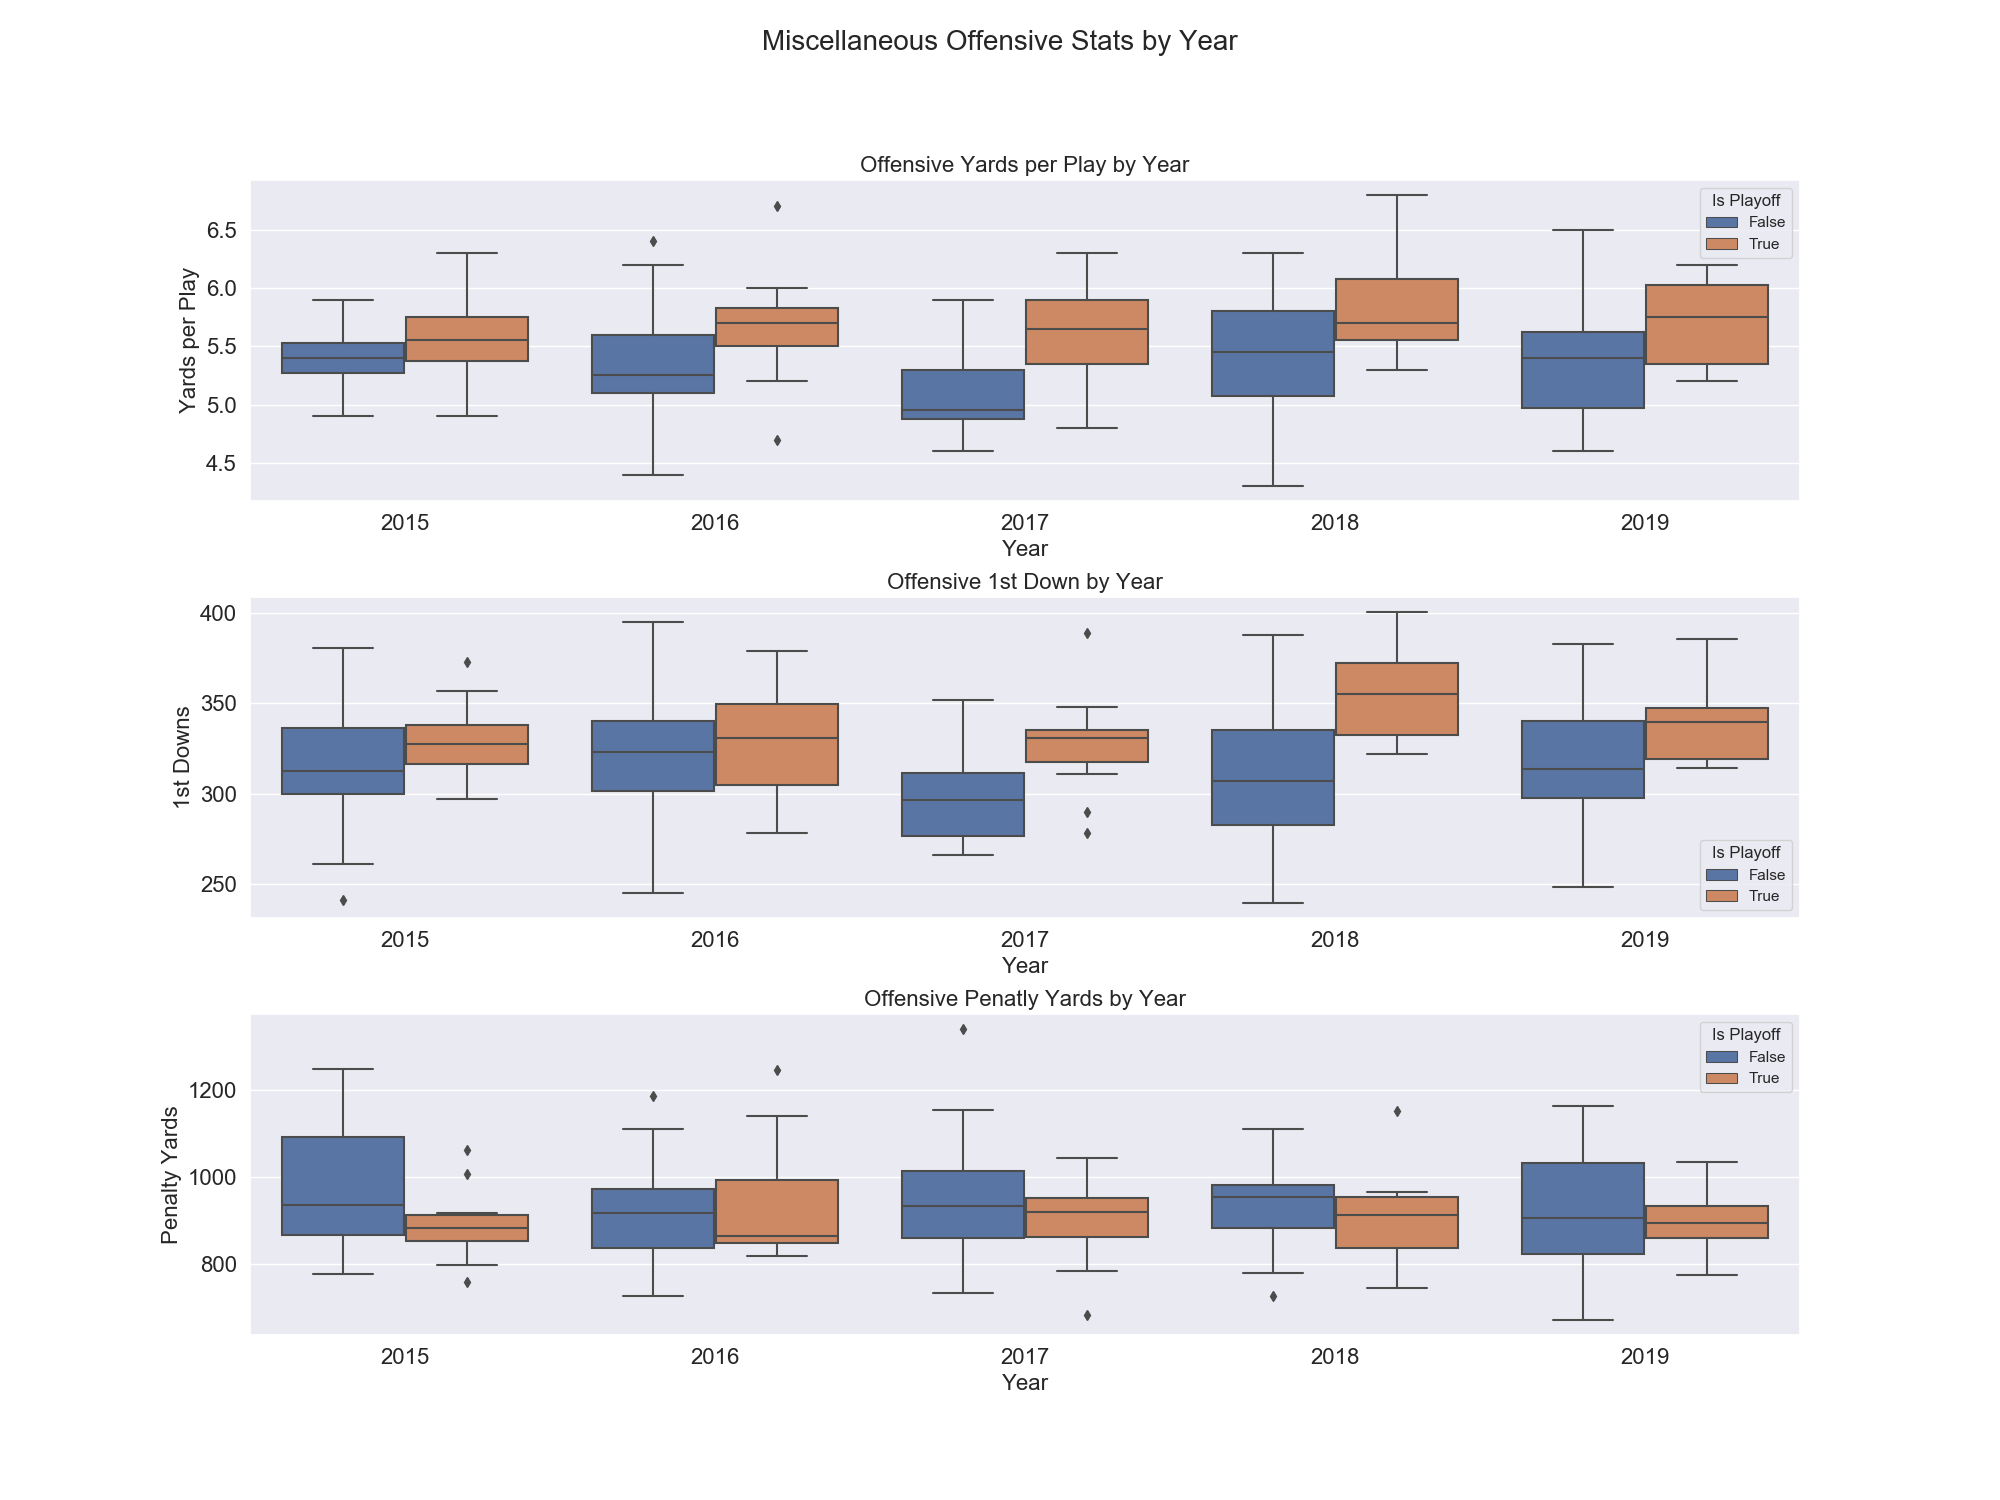 Miscellaneous Offensive Stats by Year
Offensive Yards per Play by Year
Yards per Play
6.5
6.0
5.5
5.0
4.5
Is Playoff
False
True
2015 2016 2017 2018 2019
Year
Offensive 1st Down by Year
1st Downs
400
350
300
250
Is Playoff
False
True
2015 2016 2017 2018 2019
Year
Offensive Penatly Yards by Year
Penalty Yards
1200
1000
800
Is Playoff
False
True
2015 2016 2017 2018 2019
Year